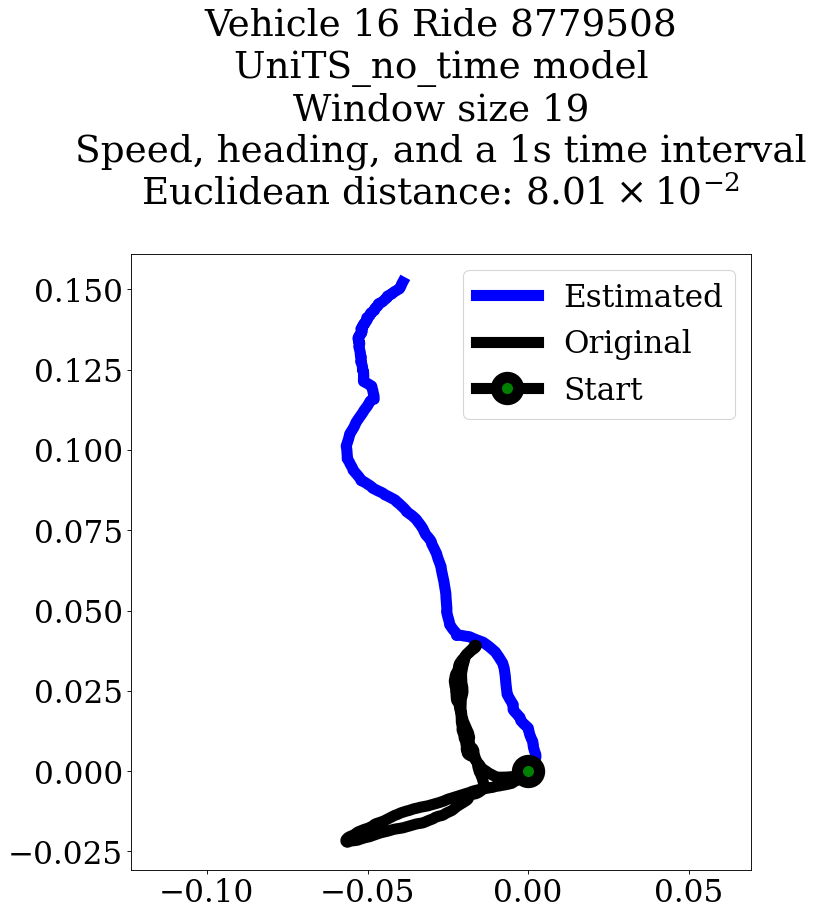 Vehicle 16 Ride 8779508
UniTS_no_time model
Window size 19
Speed, heading, and a 1s time interval
Euclidean distance: 8.01 × 10⁻²
Estimated
Original
Start
0.150
0.125
0.100
0.075
0.050
0.025
0.000
−0.025
−0.10
−0.05
0.00
0.05